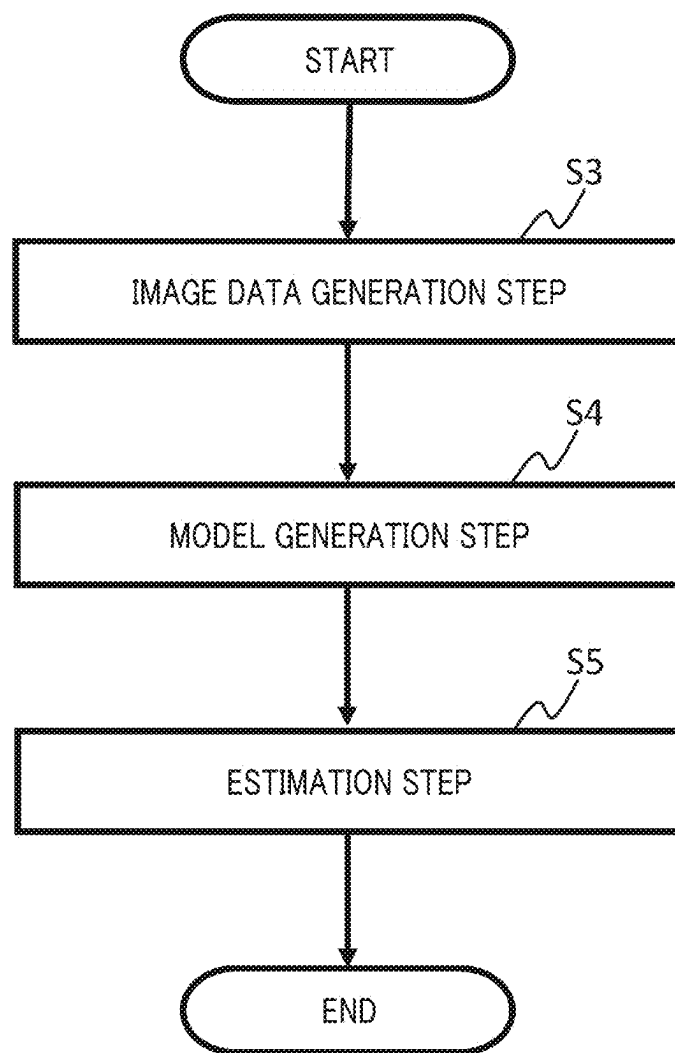 START
S3
IMAGE DATA GENERATION STEP
S4
MODEL GENERATION STEP
S5
ESTIMATION STEP
END